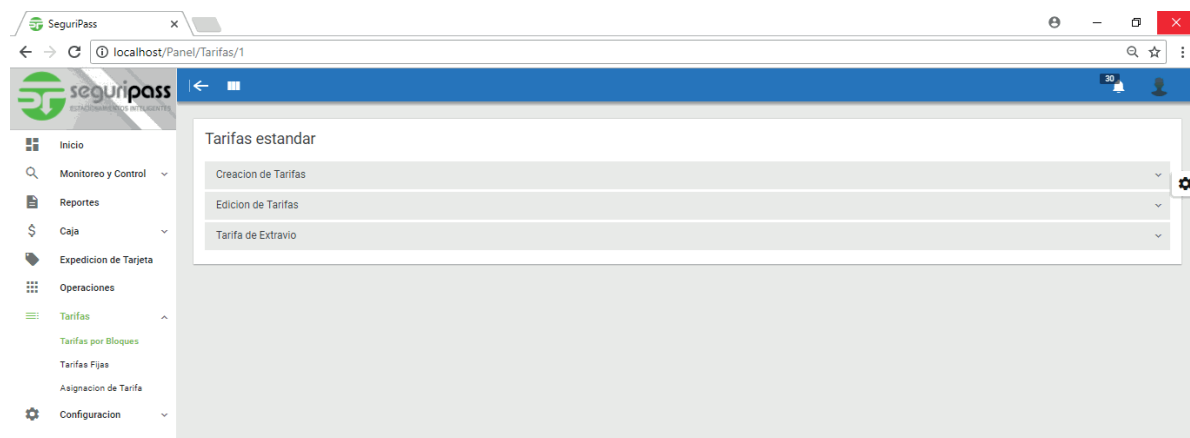 SeguriPass
localhost/Panel/Tarifas/1
seguripass
ESTACIONAMIENTOS INTELIGENTES
30
Tarifas estandar
Creacion de Tarifas
Edicion de Tarifas
Tarifa de Extravio
Inicio
Monitoreo y Control
Reportes
Caja
Expedicion de Tarjeta
Operaciones
Tarifas
Tarifas por Bloques
Tarifas Fijas
Asignacion de Tarifa
Configuracion